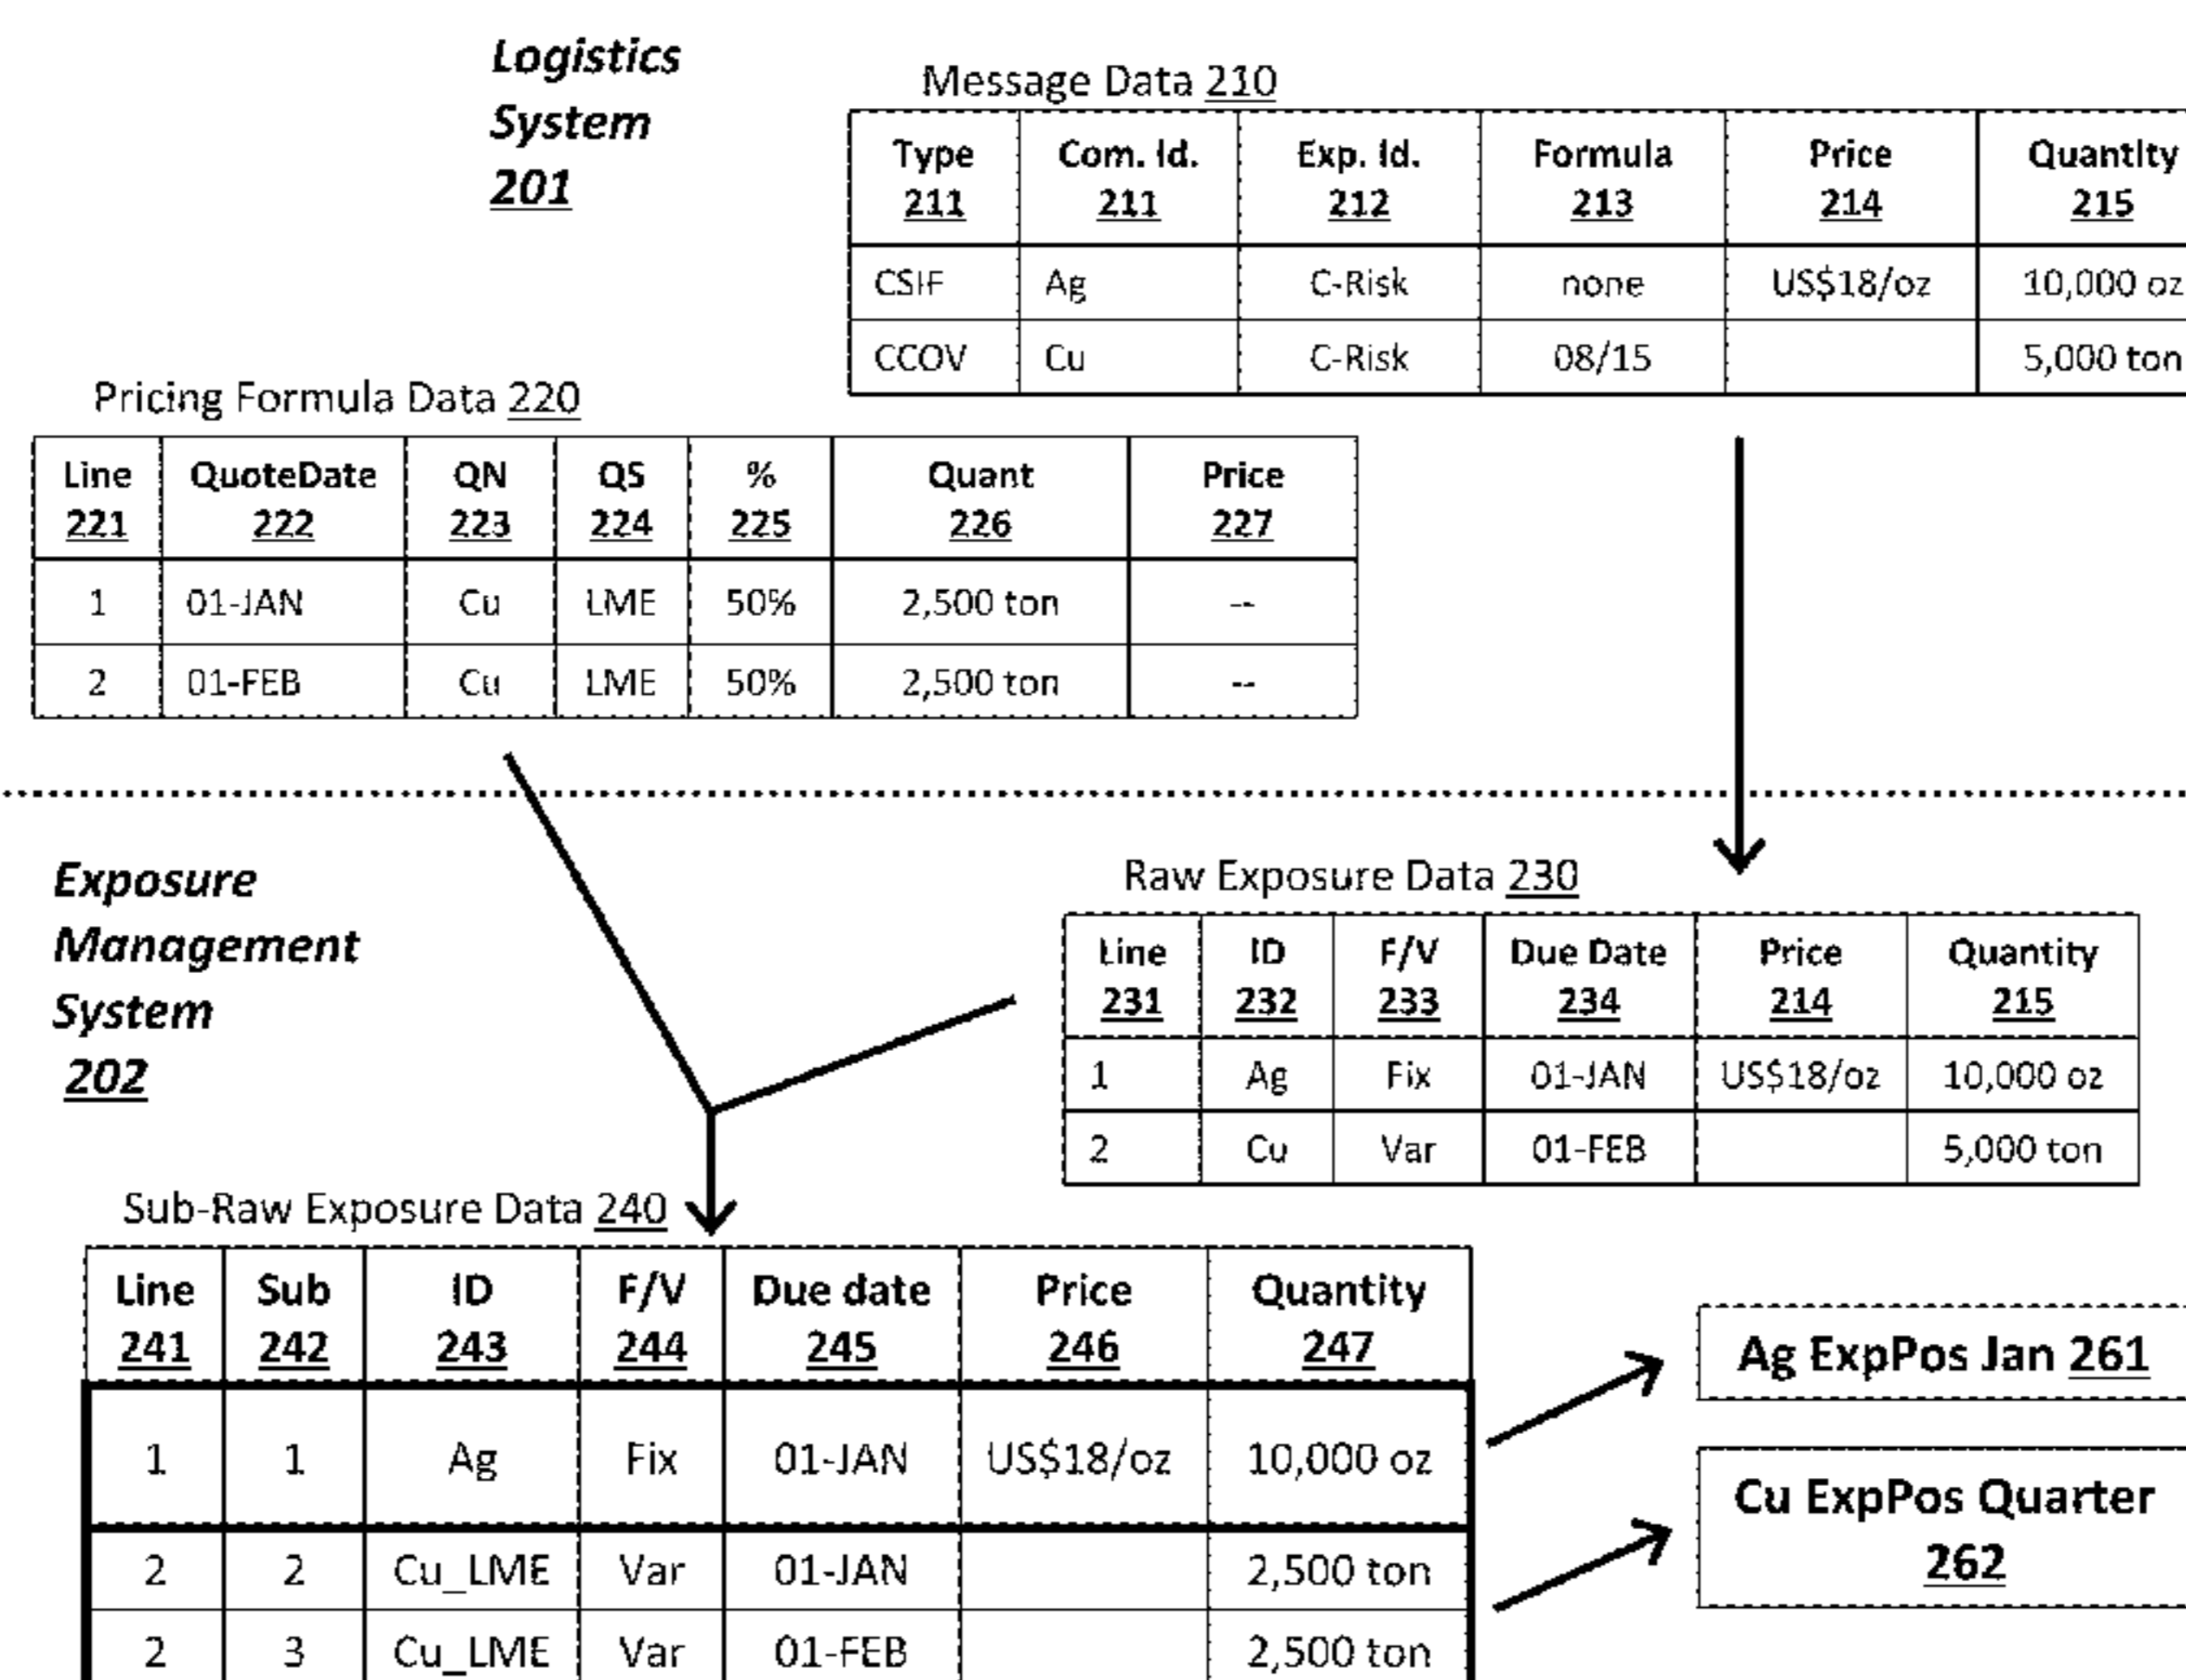 Logistics
System
201
Message Data 210
Type Com. Id. Exp. Id. Formula Price Quantity
211 211 212 213 214 215
CSIF Ag C-Risk none US$18/oz 10,000 oz
CCOV Cu C-Risk 08/15 5,000 ton
Pricing Formula Data 220
Line QuoteDate QN QS % Quant Price
221 222 223 224 225 226 227
1 01-JAN Cu LME 50% 2,500 ton --
2 01-FEB Cu LME 50% 2,500 ton --
Exposure
Management
System
202
Raw Exposure Data 230
Line ID F/V Due Date Price Quantity
231 232 233 234 214 215
1 Ag Fix 01-JAN US$18/oz 10,000 oz
2 Cu Var 01-FEB 5,000 ton
Sub-Raw Exposure Data 240
Line Sub ID F/V Due date Price Quantity
241 242 243 244 245 246 247
1 1 Ag Fix 01-JAN US$18/oz 10,000 oz
2 2 Cu_LME Var 01-JAN 2,500 ton
2 3 Cu_LME Var 01-FEB 2,500 ton
Ag ExpPos Jan 261
Cu ExpPos Quarter
262